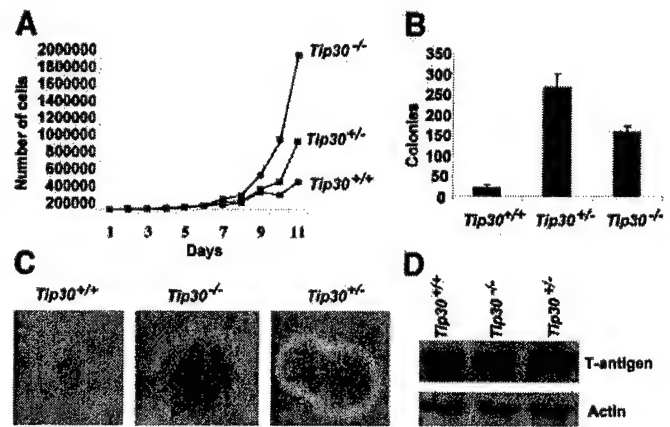 A
Number of cells
2000000
1800000
1600000
1400000
1200000
1000000
800000
600000
400000
200000
1 3 5 7 9 11
Days
Tip30-/-
Tip30+/-
Tip30+/+
B
Colonies
350
300
250
200
150
100
50
0
Tip30+/+ Tip30+/- Tip30-/-
C
Tip30+/+ Tip30-/- Tip30+/-
D
Tip30+/+ Tip30-/- Tip30+/-
T-antigen
Actin